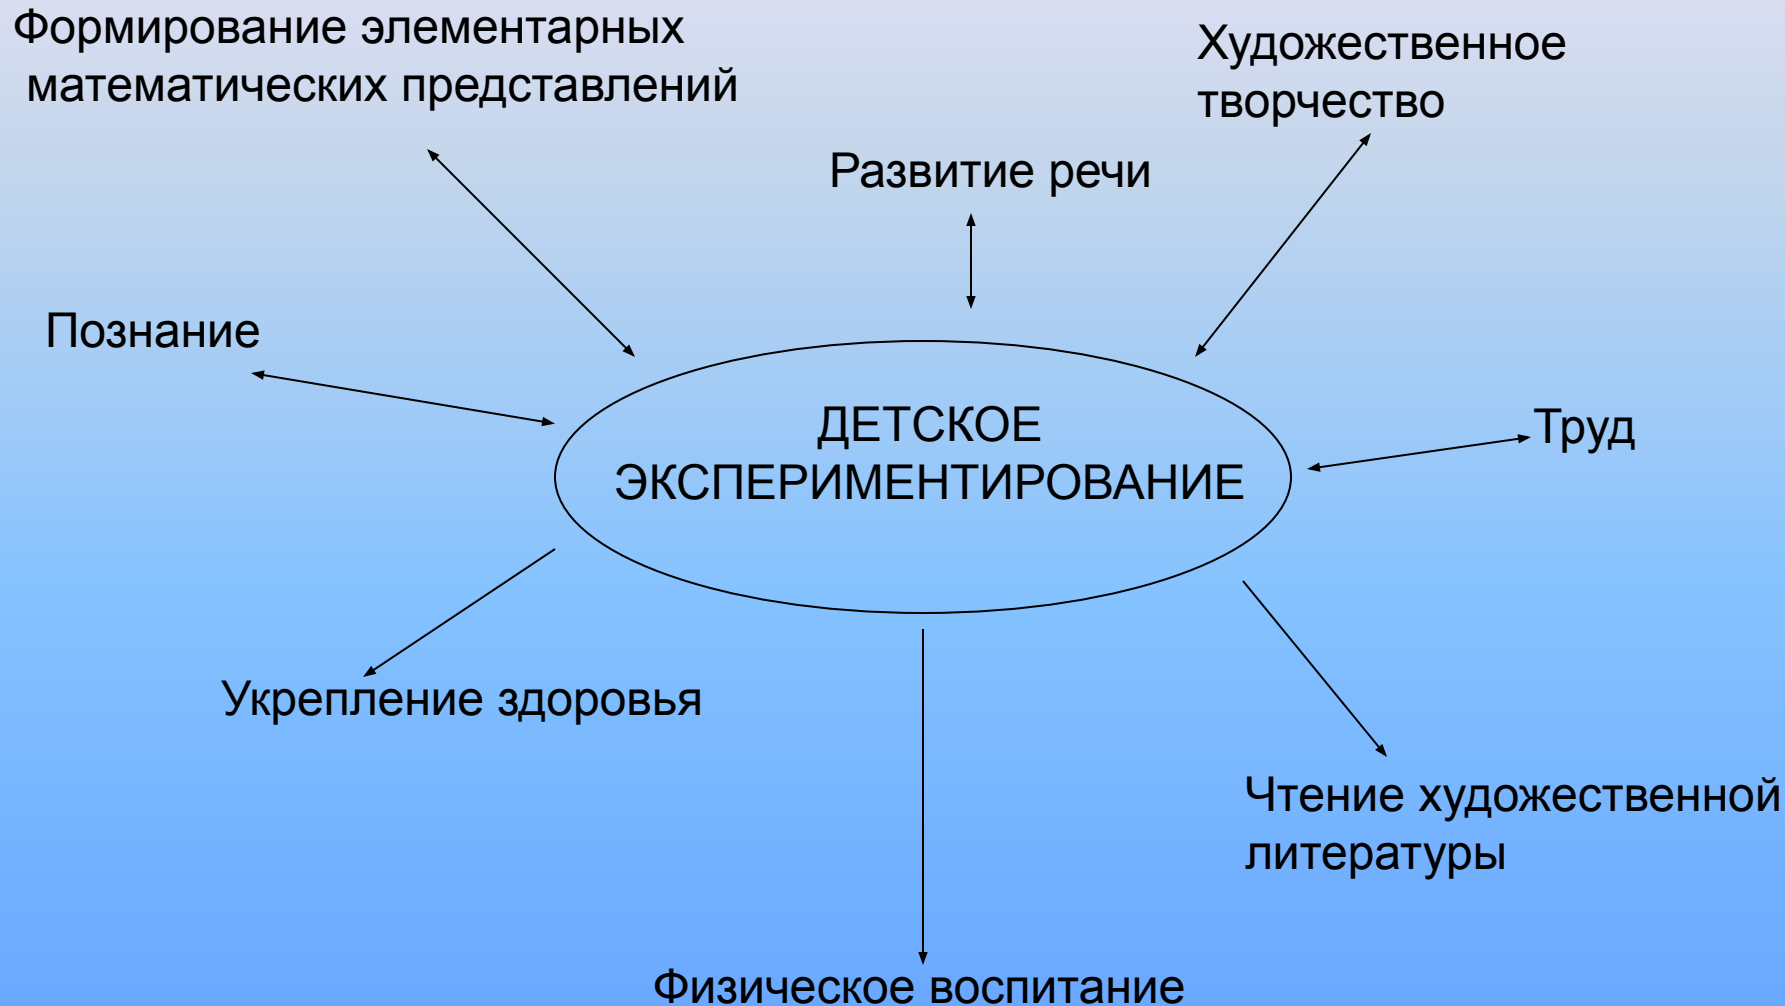 Формирование элементарных
математических представлений
Художественное
творчество
Развитие речи
Познание
ДЕТСКОЕ
ЭКСПЕРИМЕНТИРОВАНИЕ
Труд
Укрепление здоровья
Чтение художественной
литературы
Физическое воспитание